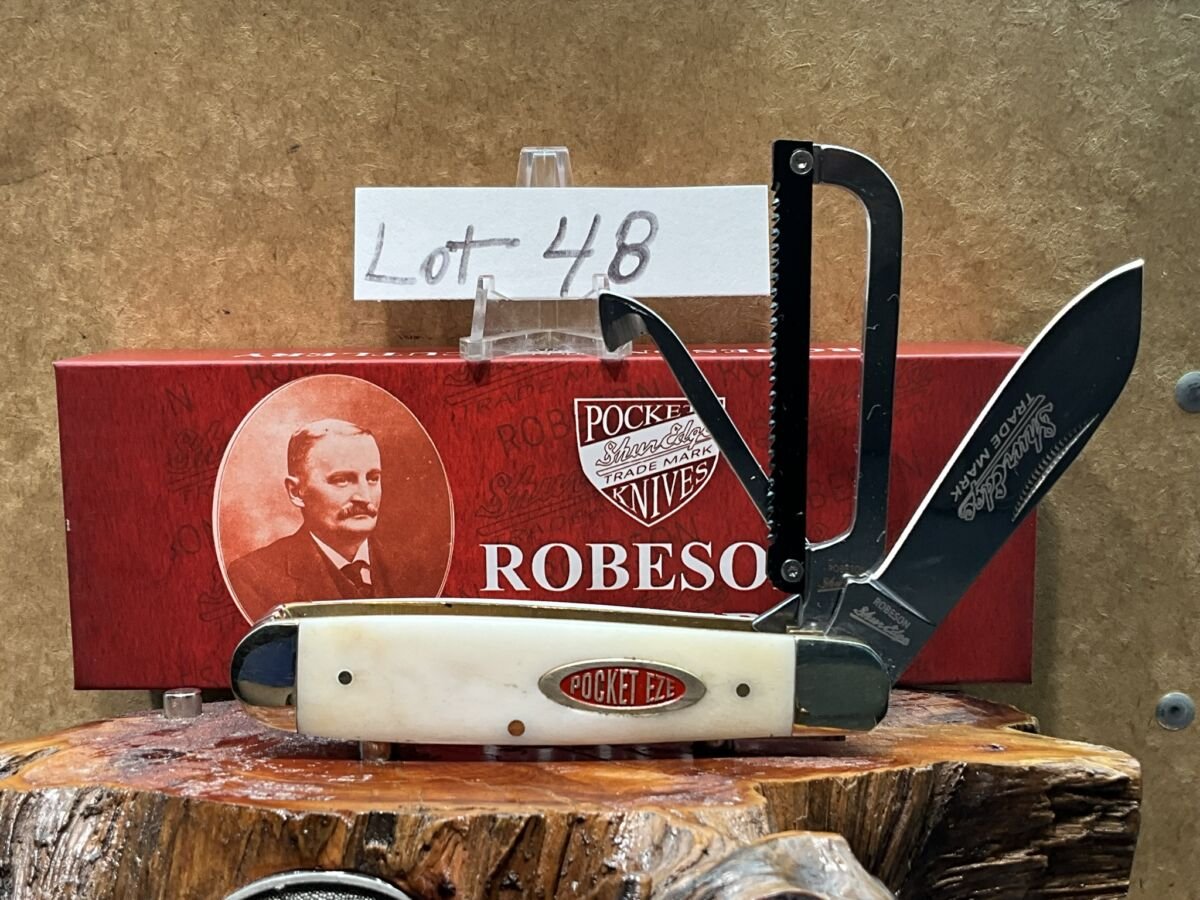 Lot 48
POCKET
Shur Edge
TRADE MARK
KNIVES
ROBESO
POCKET EZE
Shur Edge
TRADE MARK
ROBESON
Shur Edge